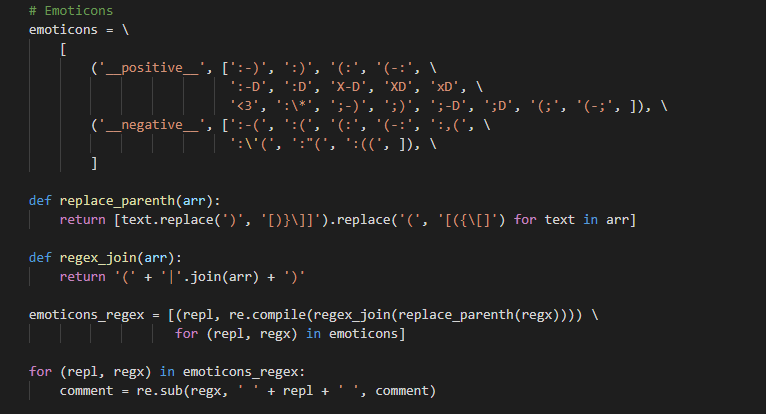 # Emoticons
emoticons = \
    [
        ('__positive__', [':-)', ':)', '(:', '(-:', \
                          ':-D', ':D', 'X-D', 'XD', 'xD', \
                          '<3', ':\*', ';-)', ';)', ';-D', ';D', '(;', '(-;', ]), \
        ('__negative__', [':-(', ':(', '(:', '(-:', ':,(', \
                          ':\'(', ':"(', ':((', ]), \
    ]

def replace_parenth(arr):
    return [text.replace(')', '[)}\]]').replace('(', '[({\[]') for text in arr]

def regex_join(arr):
    return '(' + '|'.join(arr) + ')'

emoticons_regex = [(repl, re.compile(regex_join(replace_parenth(regx)))) \
                   for (repl, regx) in emoticons]

for (repl, regx) in emoticons_regex:
    comment = re.sub(regx, ' ' + repl + ' ', comment)